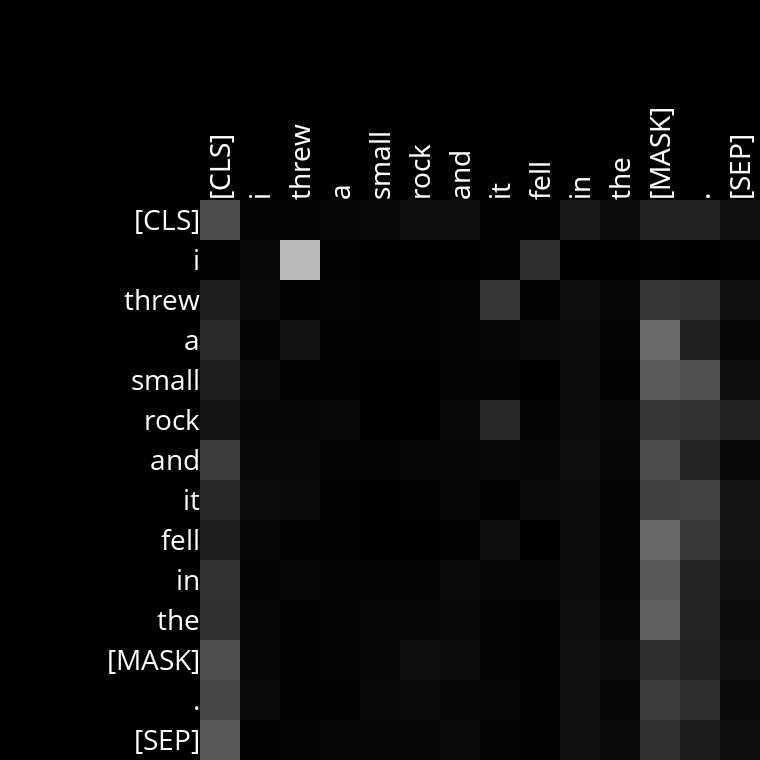 [CLS] i threw a small rock and it fell in the [MASK] . [SEP]
[CLS]
i
threw
a
small
rock
and
it
fell
in
the
[MASK]
.
[SEP]